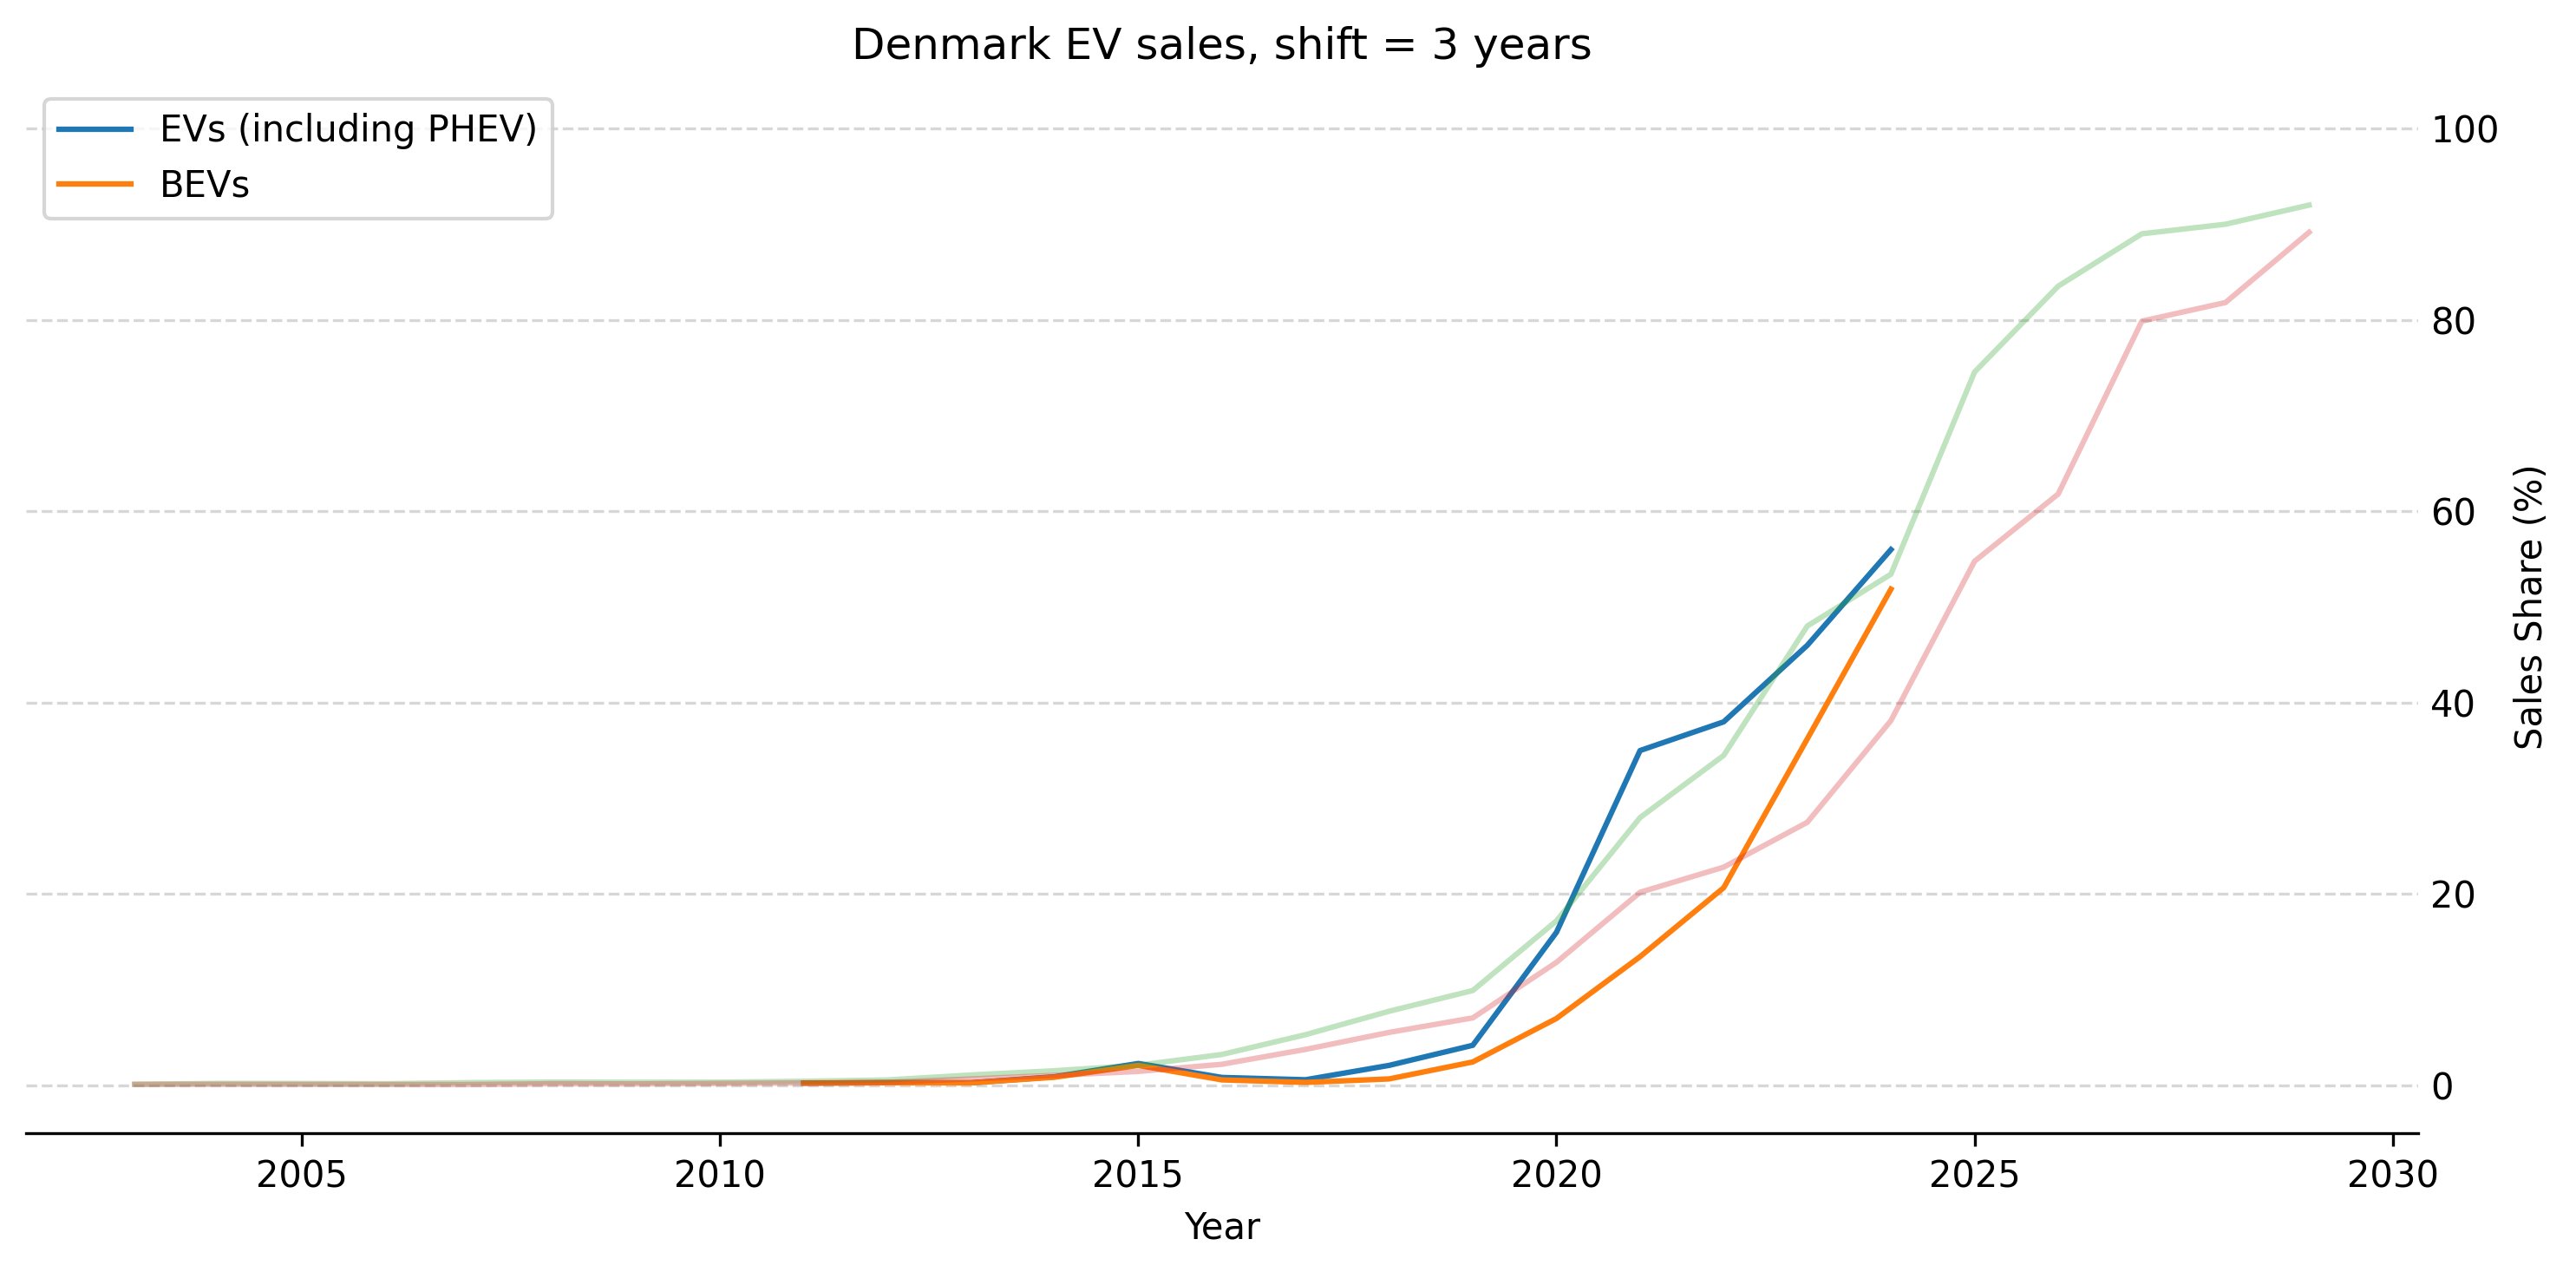 Denmark EV sales, shift = 3 years
EVs (including PHEV)
BEVs
100
80
60
40
20
0
Sales Share (%)
2005
2010
2015
2020
2025
2030
Year